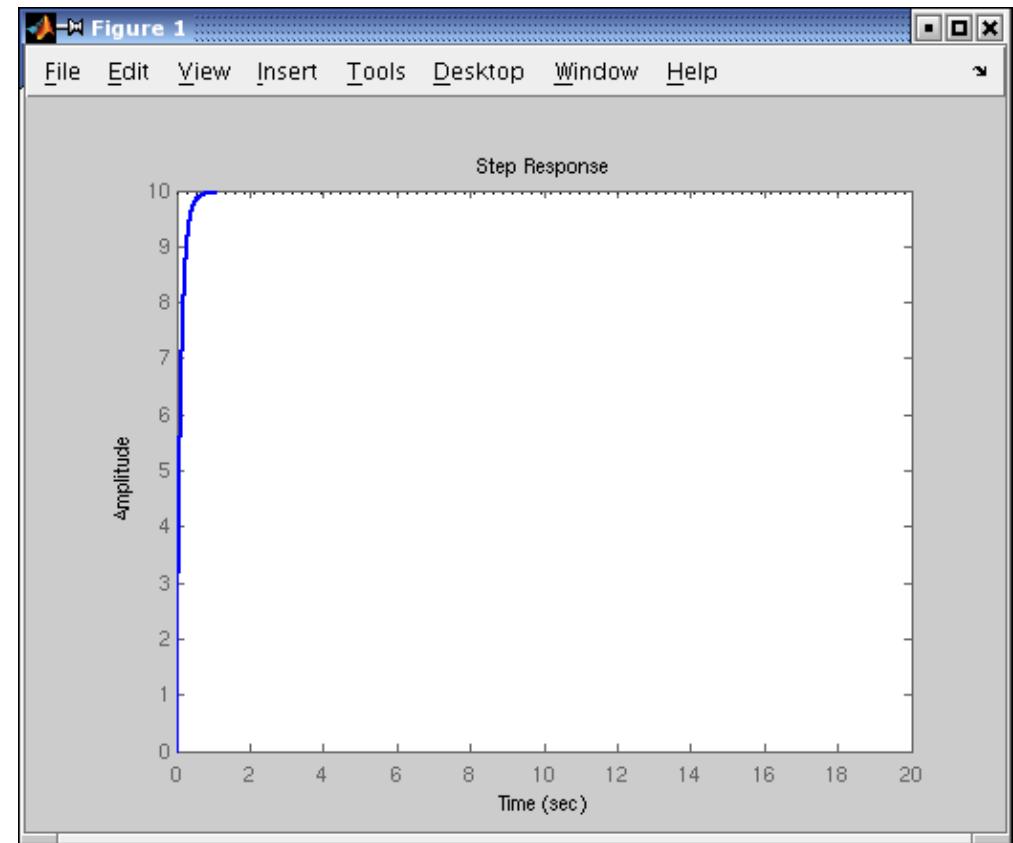 Figure 1
File Edit View Insert Tools Desktop Window Help
Step Response
10
9
8
7
6
5
4
3
2
1
0
Amplitude
0 2 4 6 8 10 12 14 16 18 20
Time (sec)